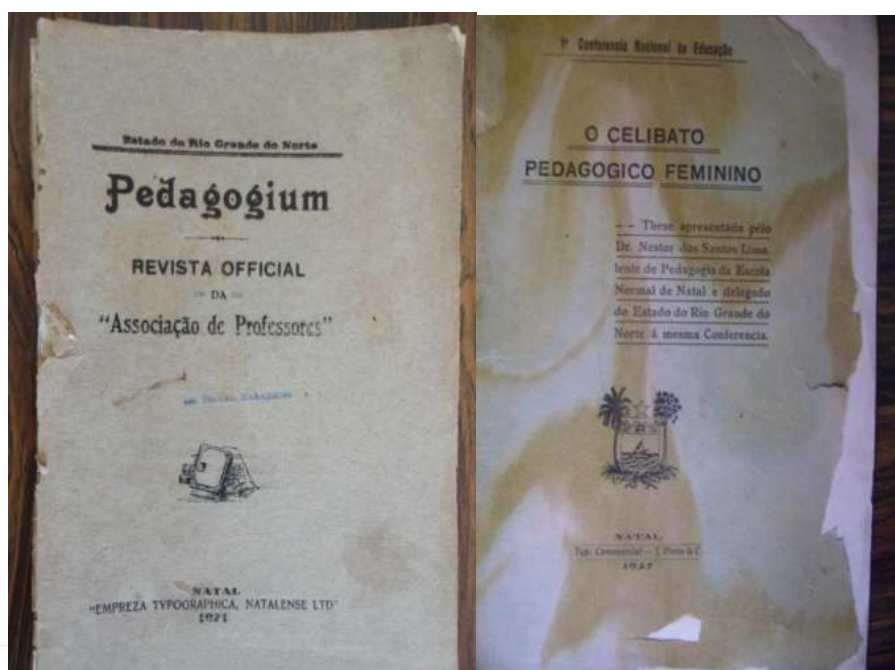 Estado do Rio Grande do Norte
Pedagogium
REVISTA OFFICIAL
DA
"Associação de Professores"
NATAL
"EMPREZA TYPOGRAPHICA, NATALENSE LTD"
1921
1ª Conferencia Nacional de Educação
O CELIBATO
PEDAGOGICO FEMININO
-- These apresentada pélo
Dr. Nestor dos Santos Lima,
lente de Pedagogia da Escola
Normal de Natal e delegado
do Estado do Rio Grande do
Norte á mesma Conferencia.
NATAL
Typ. Commercial — J. Pinto & C.
1927